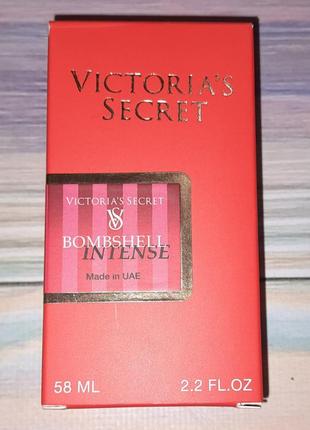 VICTORIA'S
SECRET
VICTORIA'S SECRET
VS
BOMBSHELL
INTENSE
Made in UAE
58 ML 2.2 FL.OZ